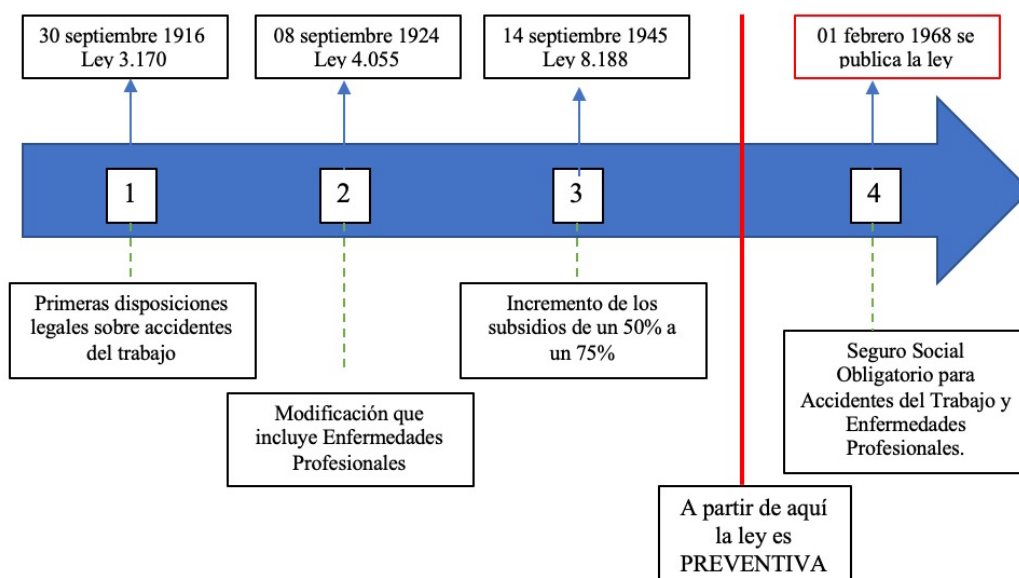 30 septiembre 1916
Ley 3.170
08 septiembre 1924
Ley 4.055
14 septiembre 1945
Ley 8.188
01 febrero 1968 se
publica la ley
1
2
3
4
Primeras disposiciones
legales sobre accidentes
del trabajo
Modificación que
incluye Enfermedades
Profesionales
Incremento de los
subsidios de un 50% a
un 75%
Seguro Social
Obligatorio para
Accidentes del Trabajo y
Enfermedades
Profesionales.
A partir de aquí
la ley es
PREVENTIVA